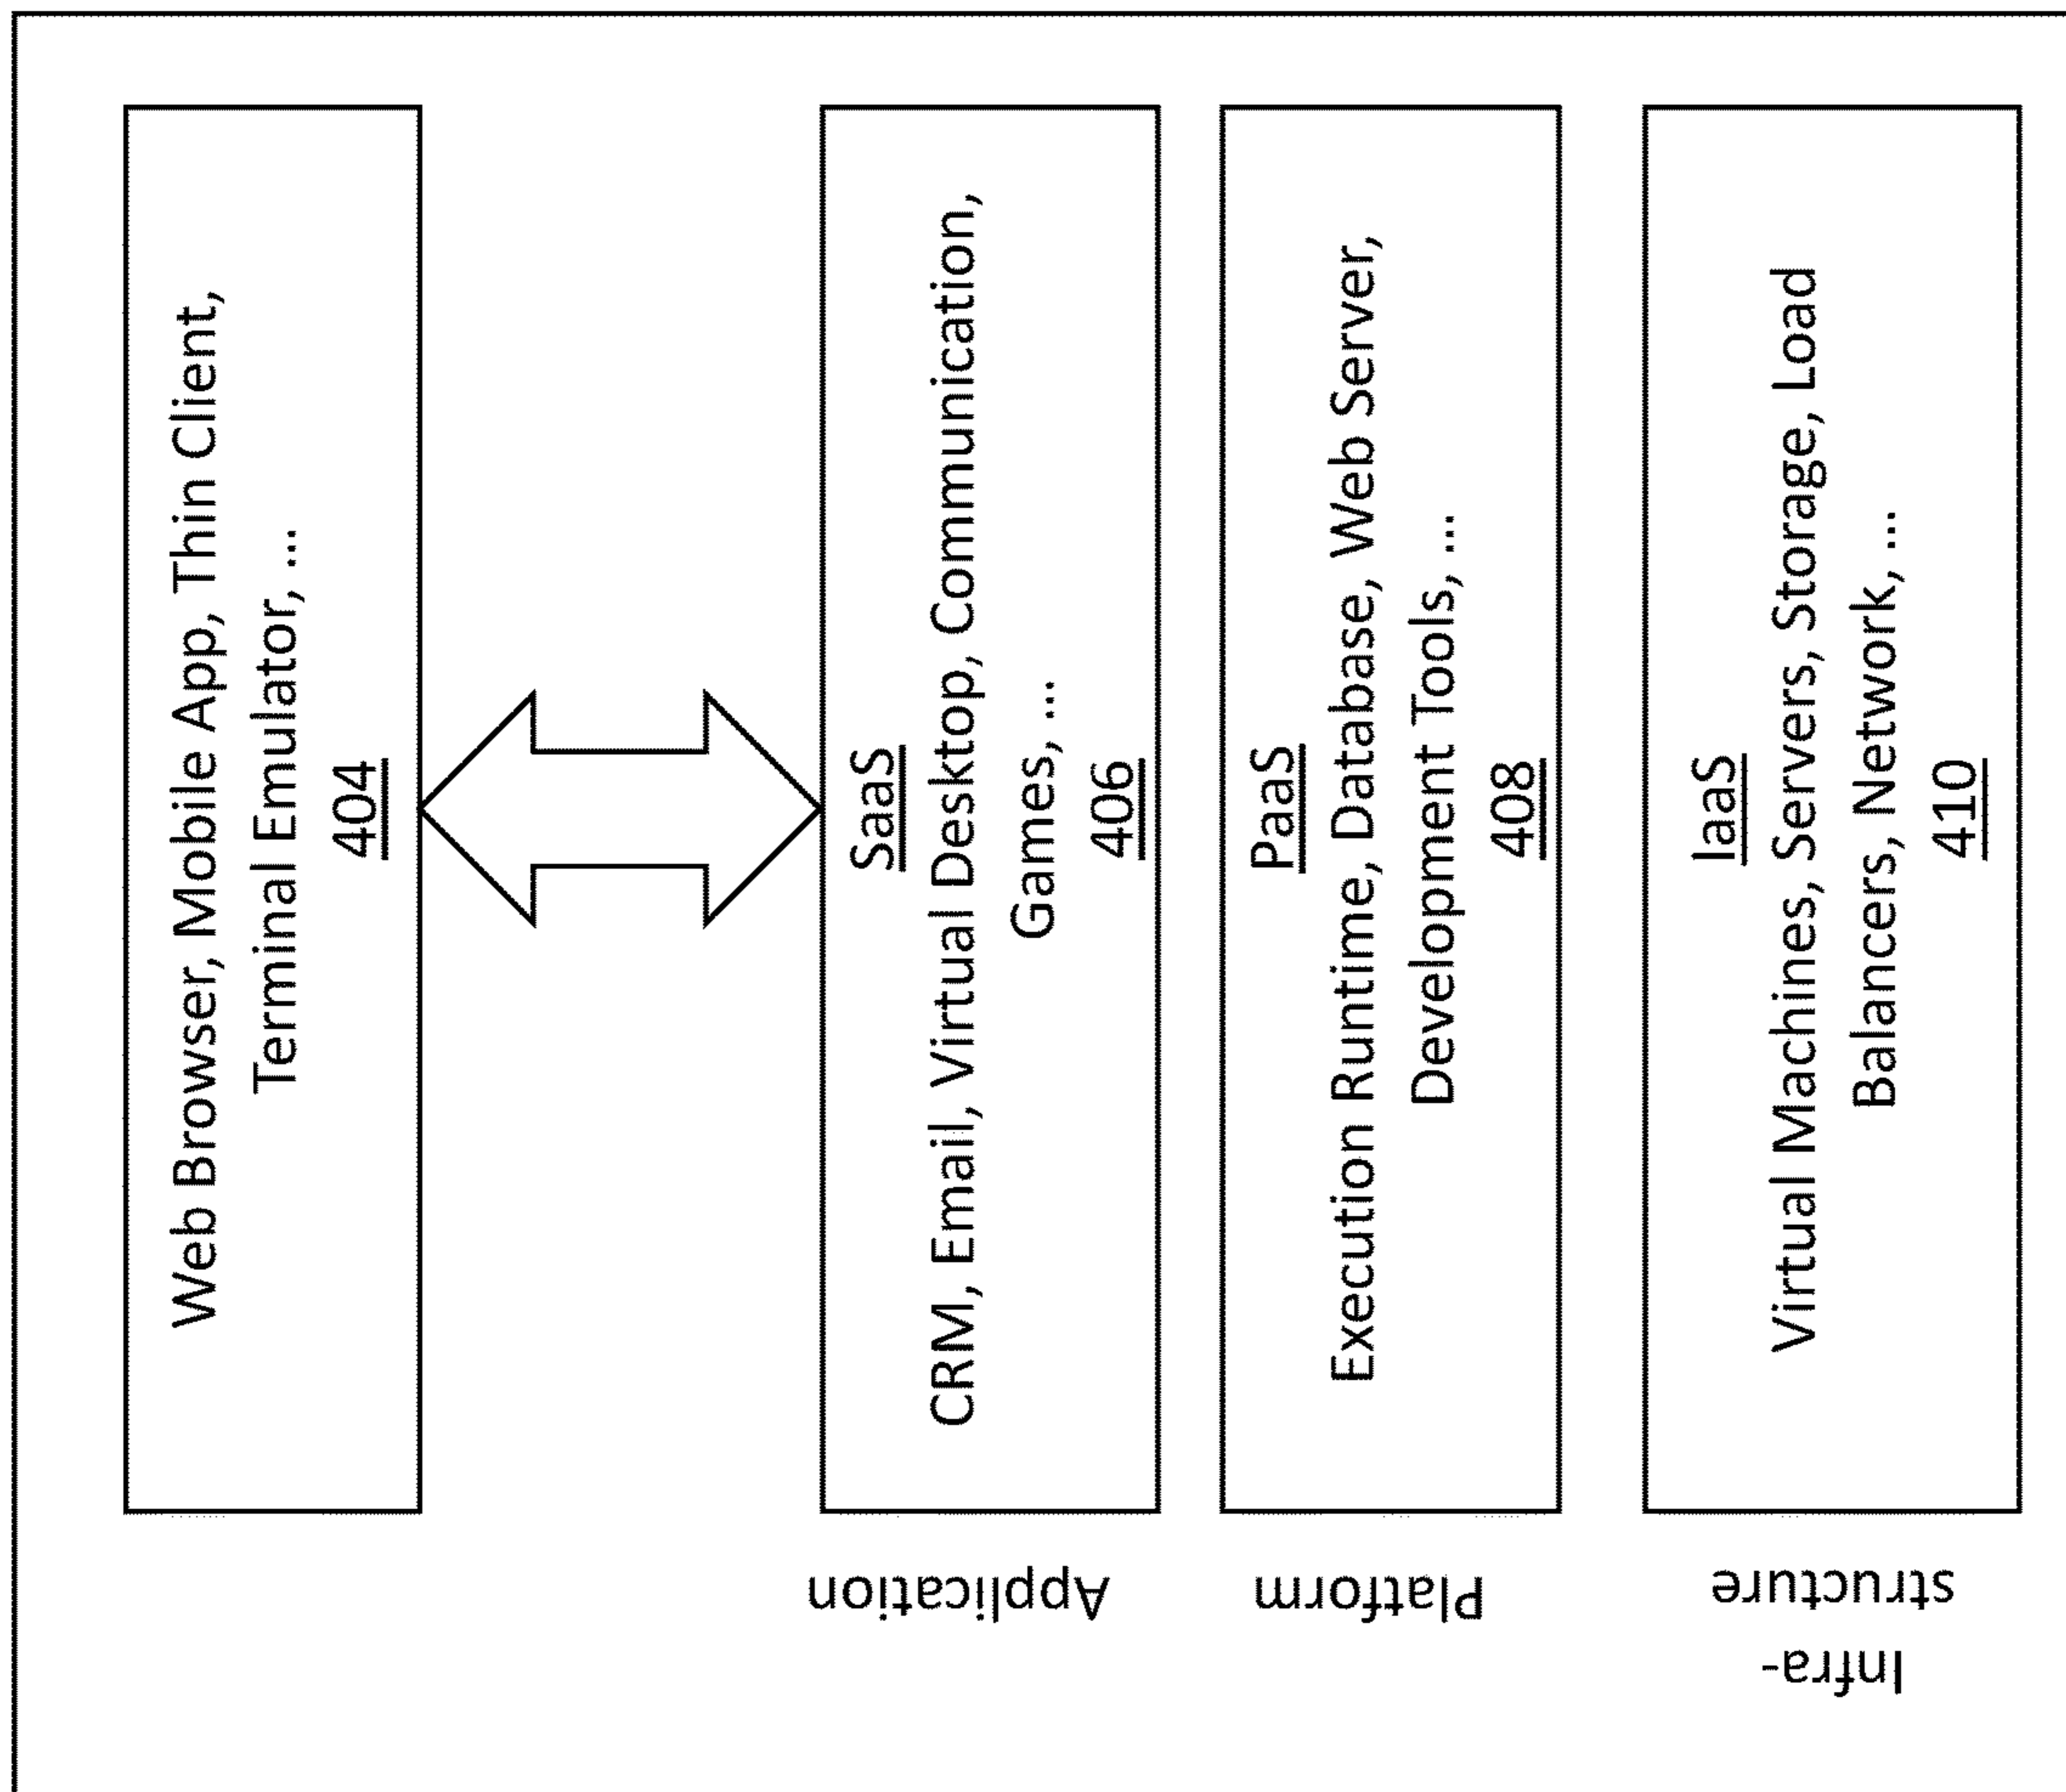 Web Browser, Mobile App, Thin Client,
Terminal Emulator, ...
404
Application
SaaS
CRM, Email, Virtual Desktop, Communication,
Games, ...
406
Platform
PaaS
Execution Runtime, Database, Web Server,
Development Tools, ...
408
Infra-
structure
IaaS
Virtual Machines, Servers, Storage, Load
Balancers, Network, ...
410